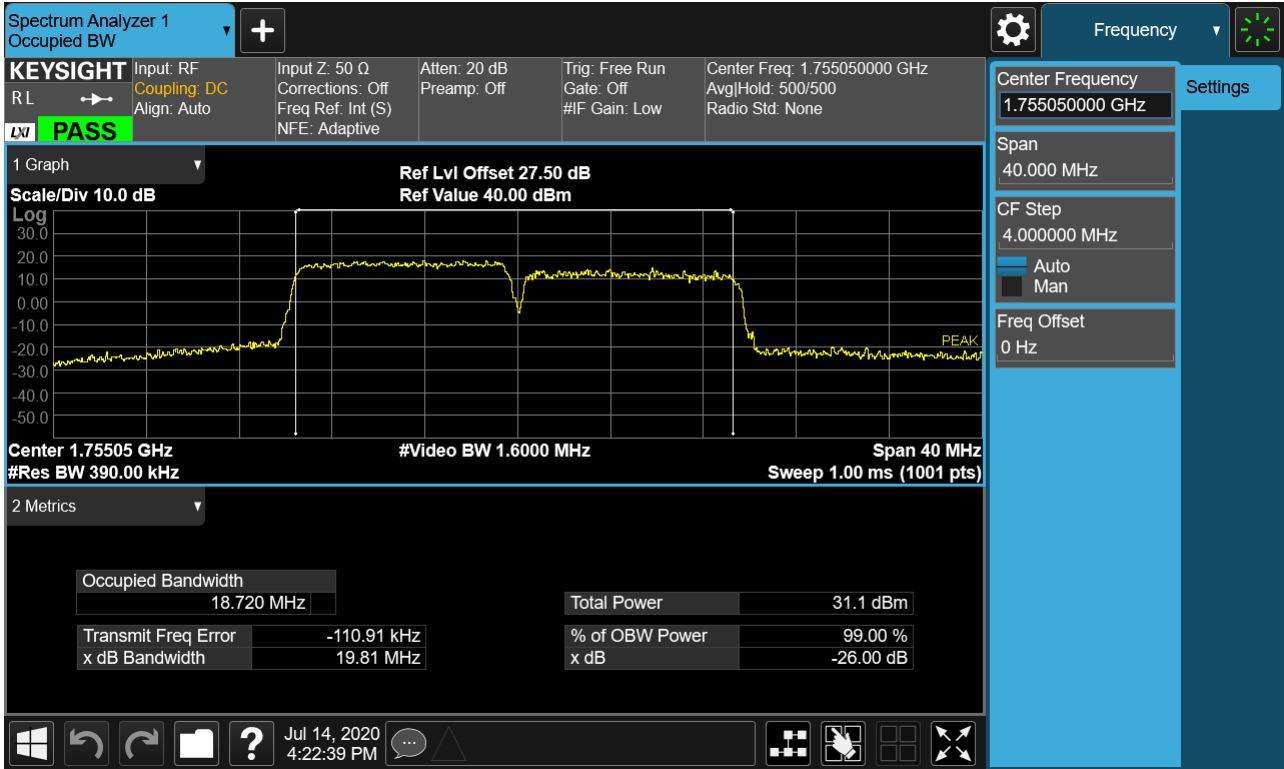 Spectrum Analyzer 1
Occupied BW
Frequency
KEYSIGHT
R L
LXI
PASS
Input: RF
Coupling: DC
Align: Auto
Input Z: 50 Ω
Corrections: Off
Freq Ref: Int (S)
NFE: Adaptive
Atten: 20 dB
Preamp: Off
Trig: Free Run
Gate: Off
#IF Gain: Low
Center Freq: 1.755050000 GHz
Avg|Hold: 500/500
Radio Std: None
1 Graph
Scale/Div 10.0 dB
Ref Lvl Offset 27.50 dB
Ref Value 40.00 dBm
Log
30.0
20.0
10.0
0.00
-10.0
-20.0
-30.0
-40.0
-50.0
PEAK
Center 1.75505 GHz
#Video BW 1.6000 MHz
Span 40 MHz
#Res BW 390.00 kHz
Sweep 1.00 ms (1001 pts)
2 Metrics
Occupied Bandwidth
18.720 MHz
Total Power 31.1 dBm
Transmit Freq Error -110.91 kHz
% of OBW Power 99.00 %
x dB Bandwidth 19.81 MHz
x dB -26.00 dB
Jul 14, 2020
4:22:39 PM
Center Frequency
1.755050000 GHz
Settings
Span
40.000 MHz
CF Step
4.000000 MHz
Auto
Man
Freq Offset
0 Hz